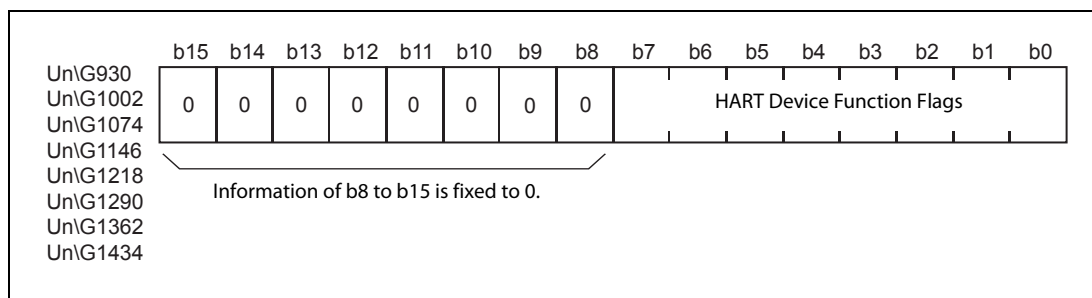 b15 b14 b13 b12 b11 b10 b9 b8 b7 b6 b5 b4 b3 b2 b1 b0
Un\G930
Un\G1002
Un\G1074
Un\G1146
Un\G1218
Un\G1290
Un\G1362
Un\G1434
0 0 0 0 0 0 0 0 HART Device Function Flags
Information of b8 to b15 is fixed to 0.